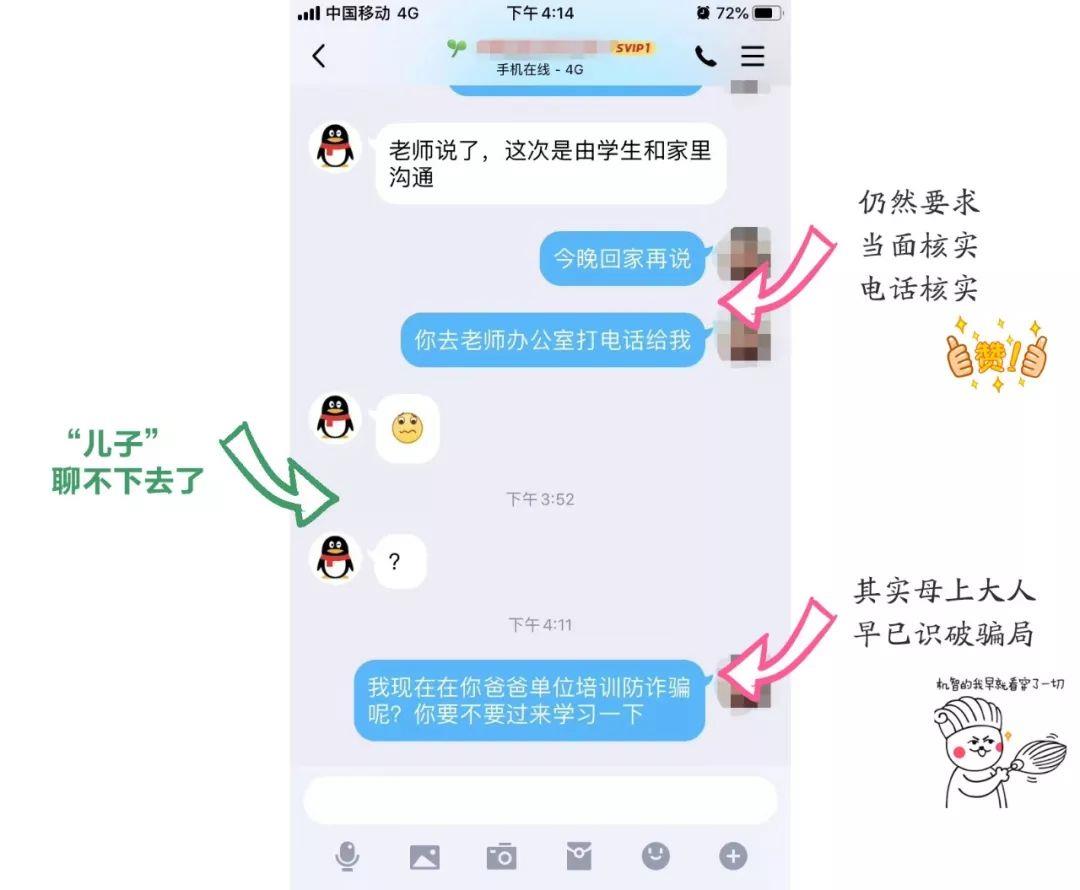 中国移动 4G
下午4:14
72%
SVIP1
手机在线 - 4G
老师说了，这次是由学生和家里
沟通
今晚回家再说
你去老师办公室打电话给我
仍然要求
当面核实
电话核实
赞!
“儿子”
聊不下去了
下午3:52
?
下午4:11
我现在在你爸爸单位培训防诈骗
呢？你要不要过来学习一下
其实母上大人
早已识破骗局
机智的我早就看穿了一切